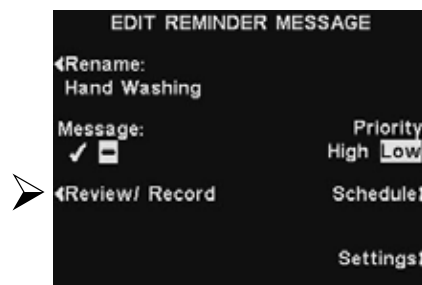 EDIT REMINDER MESSAGE
Rename:
Hand Washing
Message: Priority
✓ – High Low
Review/ Record Schedule
Settings